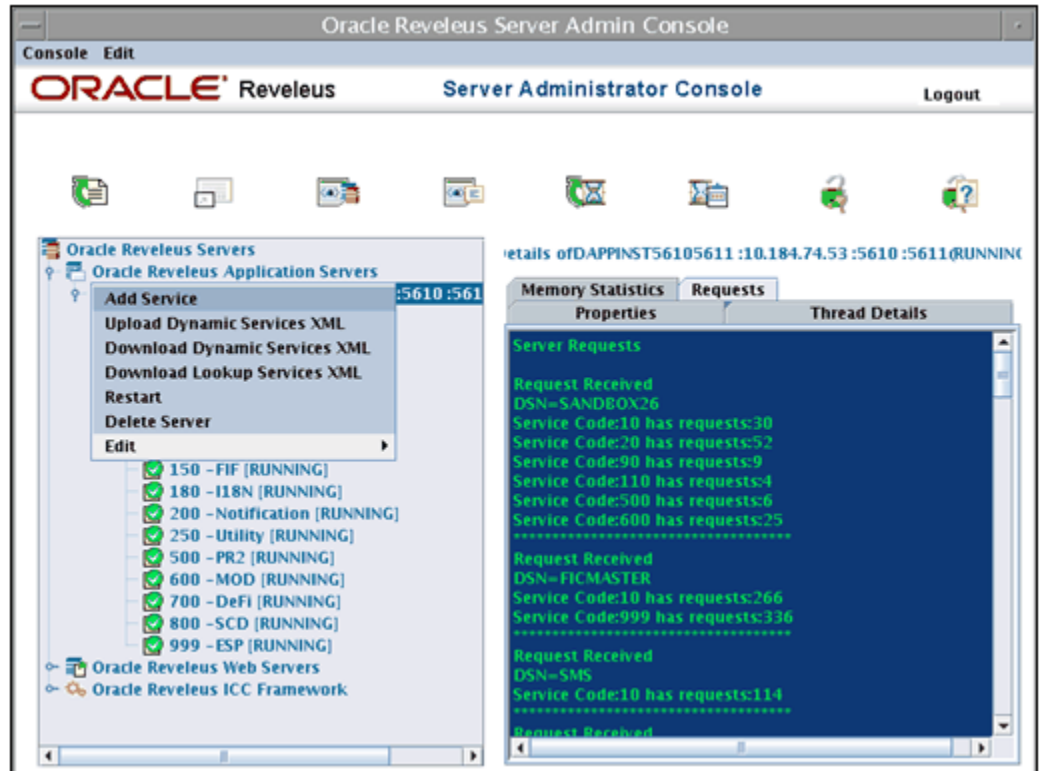 Oracle Reveleus Server Admin Console
Console Edit
ORACLE' Reveleus Server Administrator Console Logout
Oracle Reveleus Servers
Oracle Reveleus Application Servers
:5610 :561
Add Service
Upload Dynamic Services XML
Download Dynamic Services XML
Download Lookup Services XML
Restart
Delete Server
Edit
150 -FIF [RUNNING]
180 -I18N [RUNNING]
200 -Notification [RUNNING]
250 -Utility [RUNNING]
500 -PR2 [RUNNING]
600 -MOD [RUNNING]
700 -DeFi [RUNNING]
800 -SCD [RUNNING]
999 -ESP [RUNNING]
Oracle Reveleus Web Servers
Oracle Reveleus ICC Framework
etails ofDAPPINST56105611 :10.184.74.53 :5610 :5611(RUNNIN
Memory Statistics Requests
Properties Thread Details
Server Requests
Request Received
DSN=SANDBOX26
Service Code:10 has requests:30
Service Code:20 has requests:52
Service Code:90 has requests:9
Service Code:110 has requests:4
Service Code:500 has requests:6
Service Code:600 has requests:25
************************************
Request Received
DSN=FICMASTER
Service Code:10 has requests:266
Service Code:999 has requests:336
************************************
Request Received
DSN=SMS
Service Code:10 has requests:114
************************************
Request Received